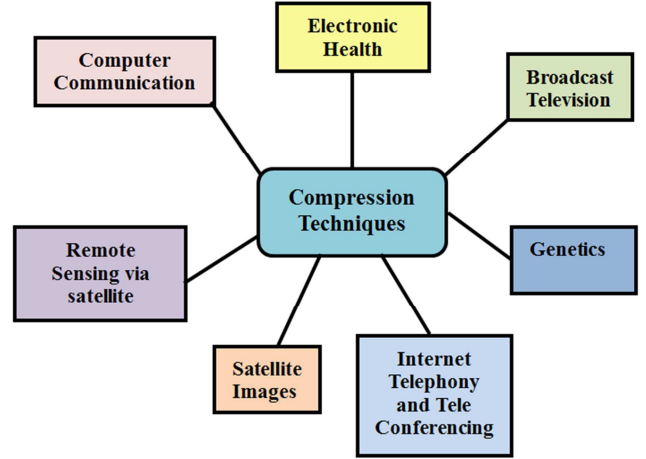 Electronic
Health
Computer
Communication
Broadcast
Television
Compression
Techniques
Remote
Sensing via
satellite
Genetics
Satellite
Images
Internet
Telephony
and Tele
Conferencing